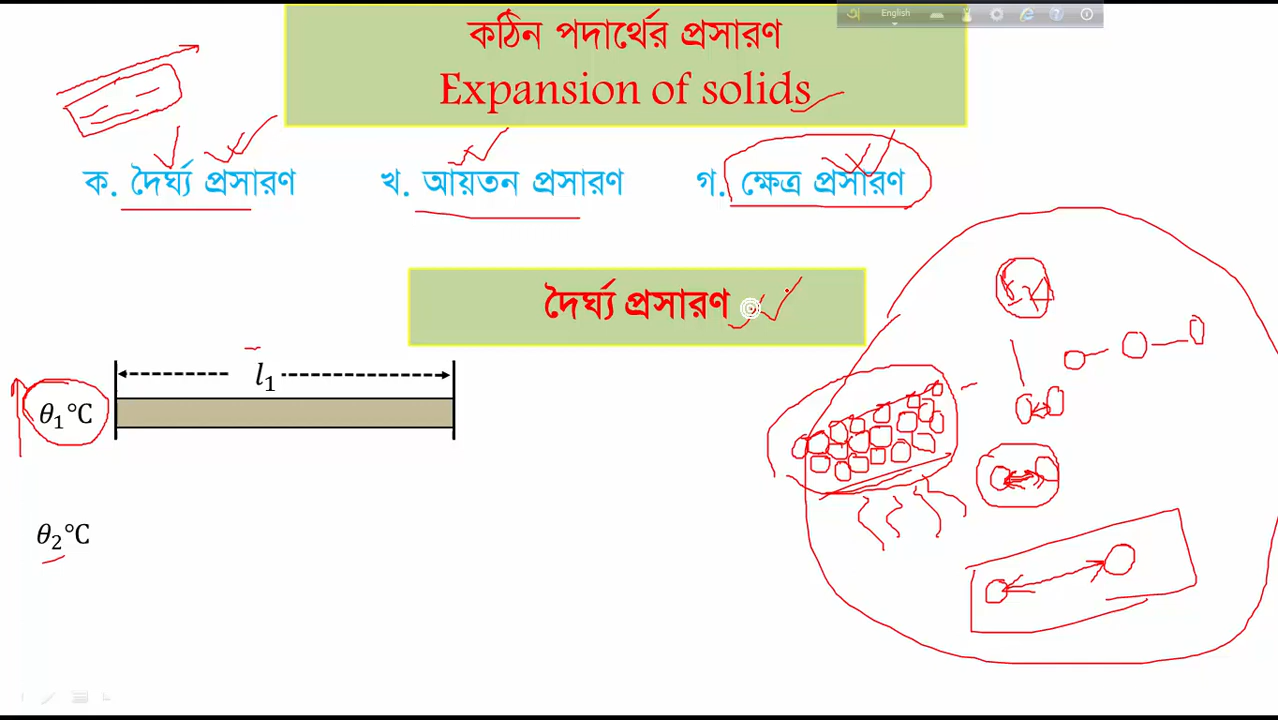 English
কঠিন পদার্থের প্রসারণ
Expansion of solids
ক. দৈর্ঘ্য প্রসারণ খ. আয়তন প্রসারণ গ. ক্ষেত্র প্রসারণ
দৈর্ঘ্য প্রসারণ
l₁
θ₁°C
θ₂°C